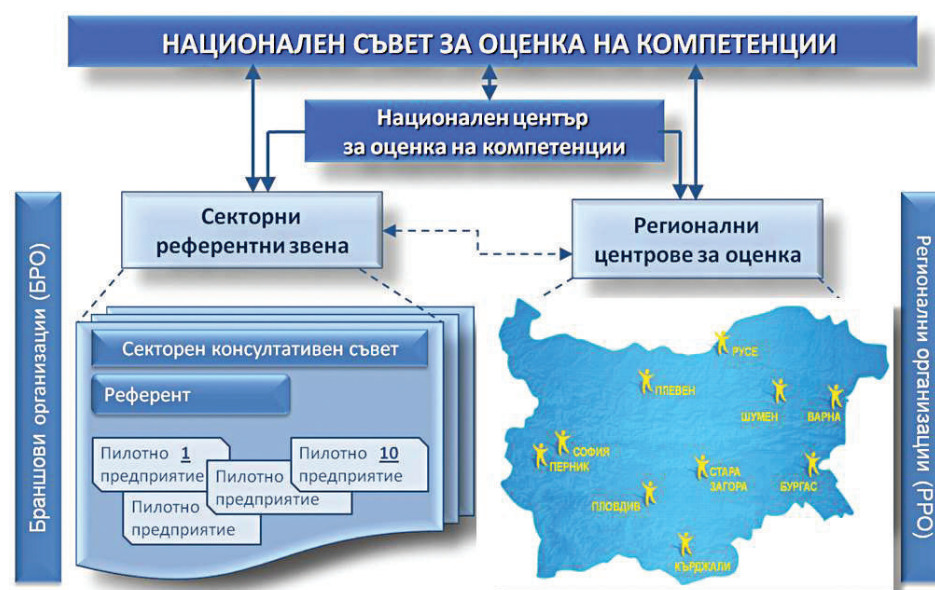 НАЦИОНАЛЕН СЪВЕТ ЗА ОЦЕНКА НА КОМПЕТЕНЦИИ
Национален център
за оценка на компетенции
Браншови организации (БРО)
Секторни
референтни звена
Регионални
центрове за оценка
Регионални организации (РРО)
Секторен консултативен съвет
Референт
Пилотно 1
предприятие
Пилотно
предприятие
Пилотно 10
предприятие
Пилотно
предприятие
РУСЕ
ПЛЕВЕН
ШУМЕН
ВАРНА
СОФИЯ
ПЕРНИК
СТАРА
ЗАГОРА
БУРГАС
ПЛОВДИВ
КЪРДЖАЛИ